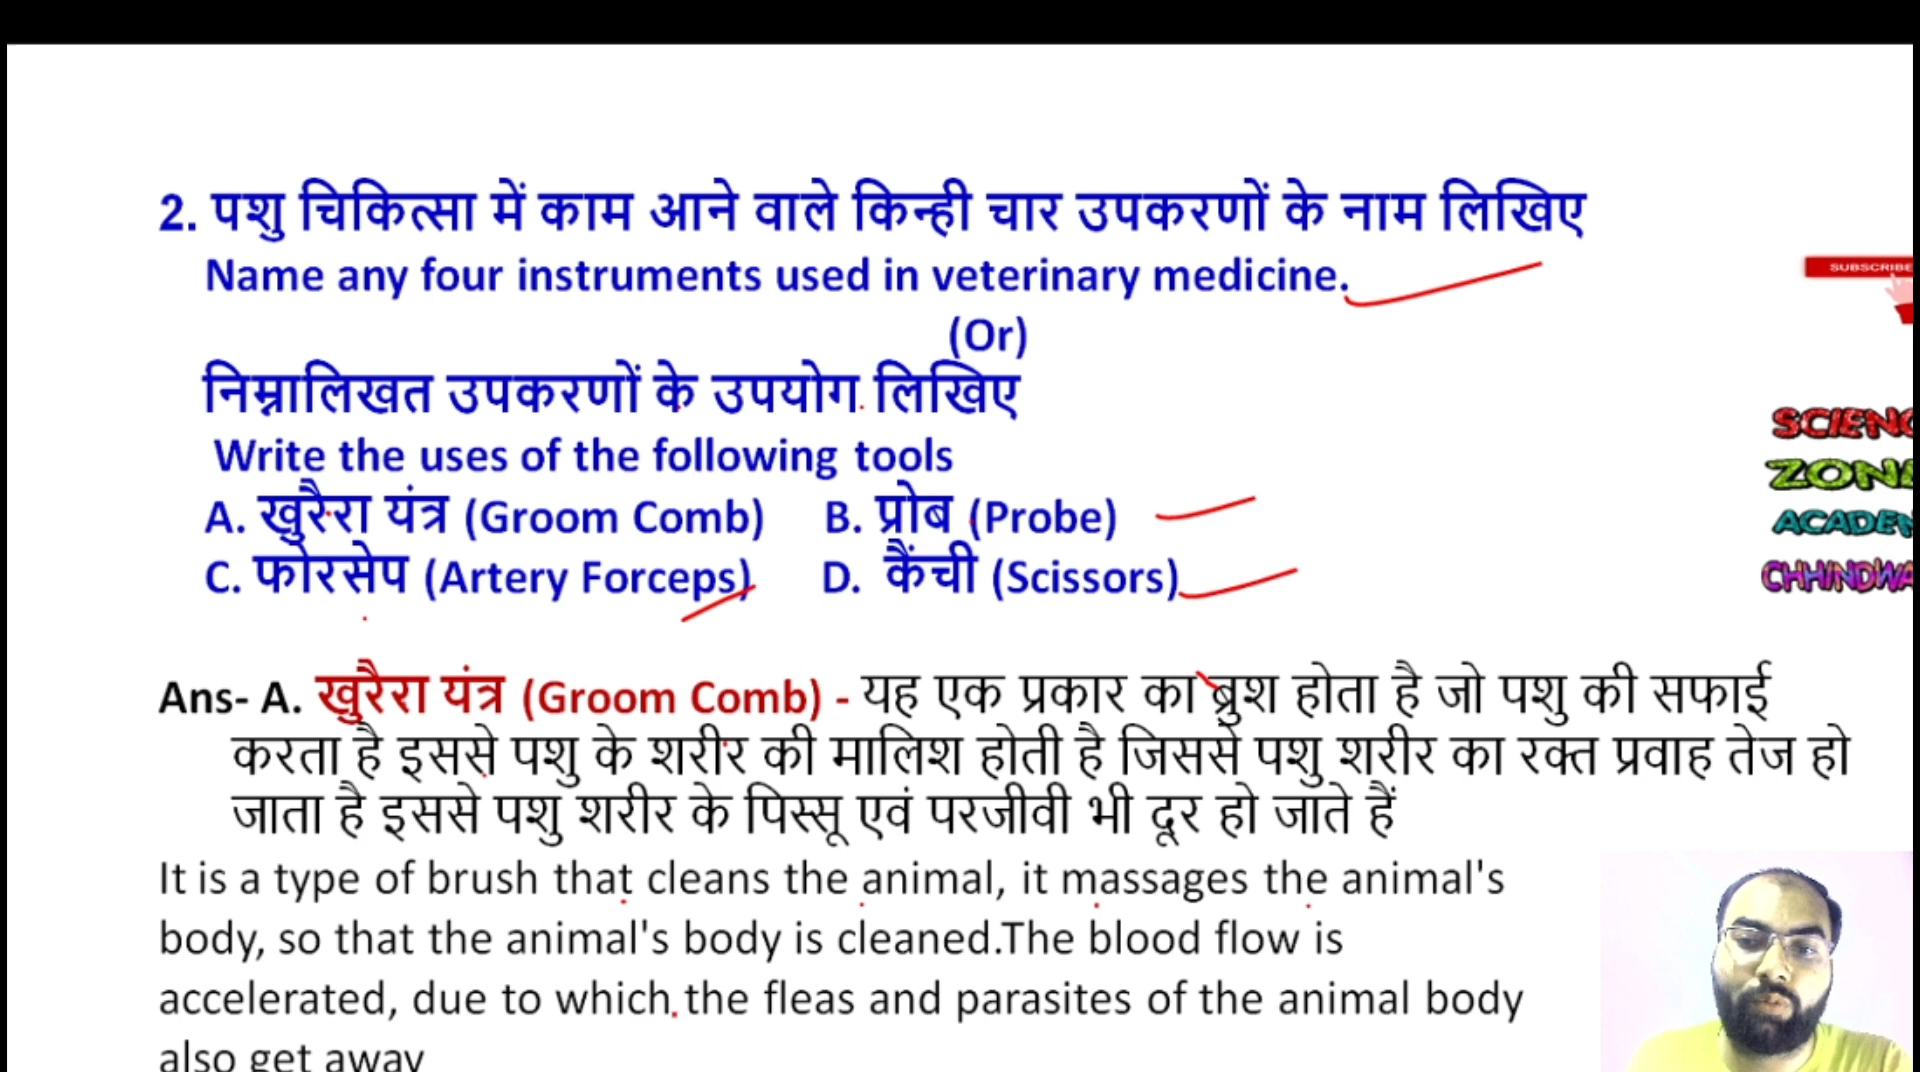 2. पशु चिकित्सा में काम आने वाले किन्ही चार उपकरणों के नाम लिखिए
Name any four instruments used in veterinary medicine.
(Or)
निम्नालिखत उपकरणों के उपयोग लिखिए
Write the uses of the following tools
A. खुरैरा यंत्र (Groom Comb) B. प्रोब (Probe)
C. फोरसेप (Artery Forceps) D. कैंची (Scissors)
Ans- A. खुरैरा यंत्र (Groom Comb) - यह एक प्रकार का ब्रुश होता है जो पशु की सफाई
करता है इससे पशु के शरीर की मालिश होती है जिससे पशु शरीर का रक्त प्रवाह तेज हो
जाता है इससे पशु शरीर के पिस्सू एवं परजीवी भी दूर हो जाते हैं
It is a type of brush that cleans the animal, it massages the animal's
body, so that the animal's body is cleaned.The blood flow is
accelerated, due to which the fleas and parasites of the animal body
also get away
SUBSCRIBE
SCIENC
ZONE
ACADEM
CHHINDWA